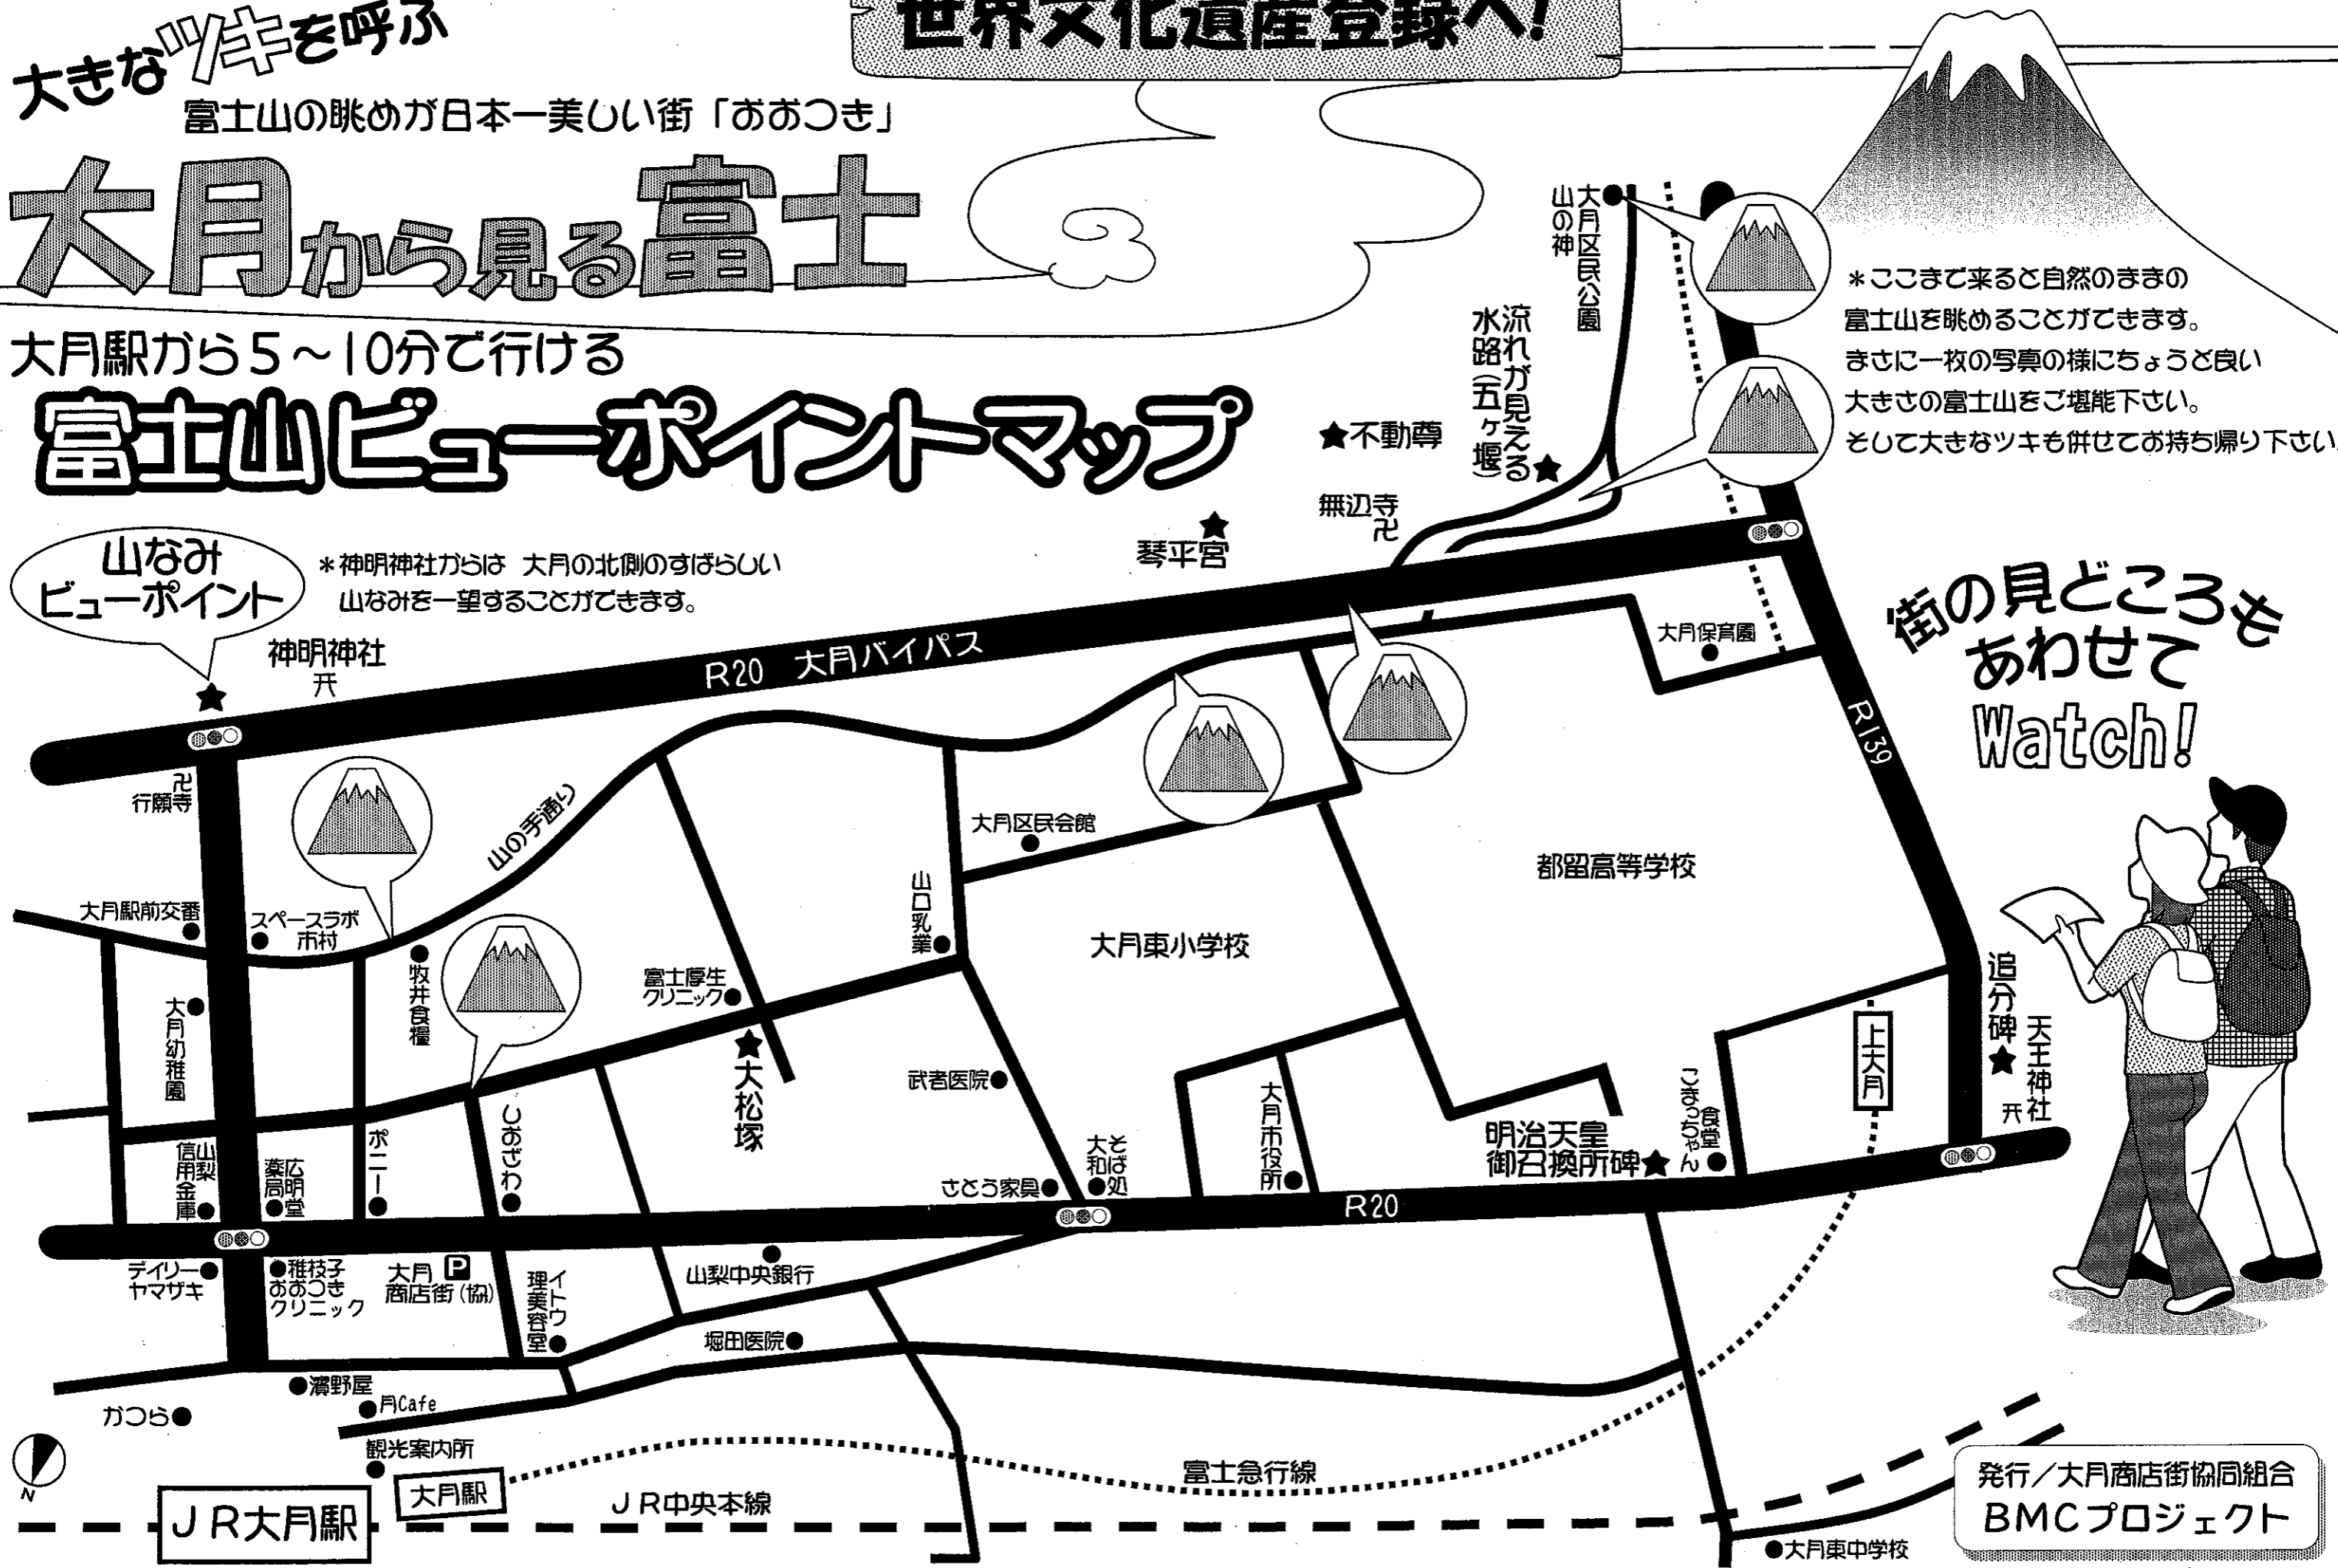 世界文化遺産登録へ!
大きなツキを呼ぶ
富士山の眺めが日本一美しい街「おおつき」
大月から見る富士
大月駅から5~10分で行ける
富士山ビューポイントマップ
山なみ
ビューポイント
*神明神社からは 大月の北側のすばらしい
山なみを一望することができます。
神明神社
大月区民公園
山の神
流れが見える
水路(五ヶ堰)
★不動尊
無辺寺
卍
★
琴平宮
*ここまで来ると自然のままの
富士山を眺めることができます。
まさに一枚の写真の様にちょうど良い
大きさの富士山をご堪能下さい。
そして大きなツキも併せてお持ち帰り下さい
街の見どころも
あわせて
Watch!
R20 大月バイパス
R139
大月保育園
卍
行願寺
山の手通り
大月区民会館
都留高等学校
大月東小学校
山口乳業
大月駅前交番
スペースラボ
市村
牧井食糧
富士厚生
クリニック
大月幼稚園
★大松塚
武者医院
追分碑★
天王神社
上大月
しおざわ
ポニー
山梨
信用金庫
広明堂
薬局
さとう家具
そば処
大和
大月市役所
明治天皇
御召換所碑★
食堂
こまっちゃん
R20
デイリー
ヤマザキ
稚枝子
おおつき
クリニック
大月 P
商店街(協)
イトウ
理美容室
山梨中央銀行
堀田医院
濱野屋
月Cafe
かつら
観光案内所
大月駅
JR大月駅
JR中央本線
富士急行線
N
大月東中学校
発行/大月商店街協同組合
BMCプロジェクト